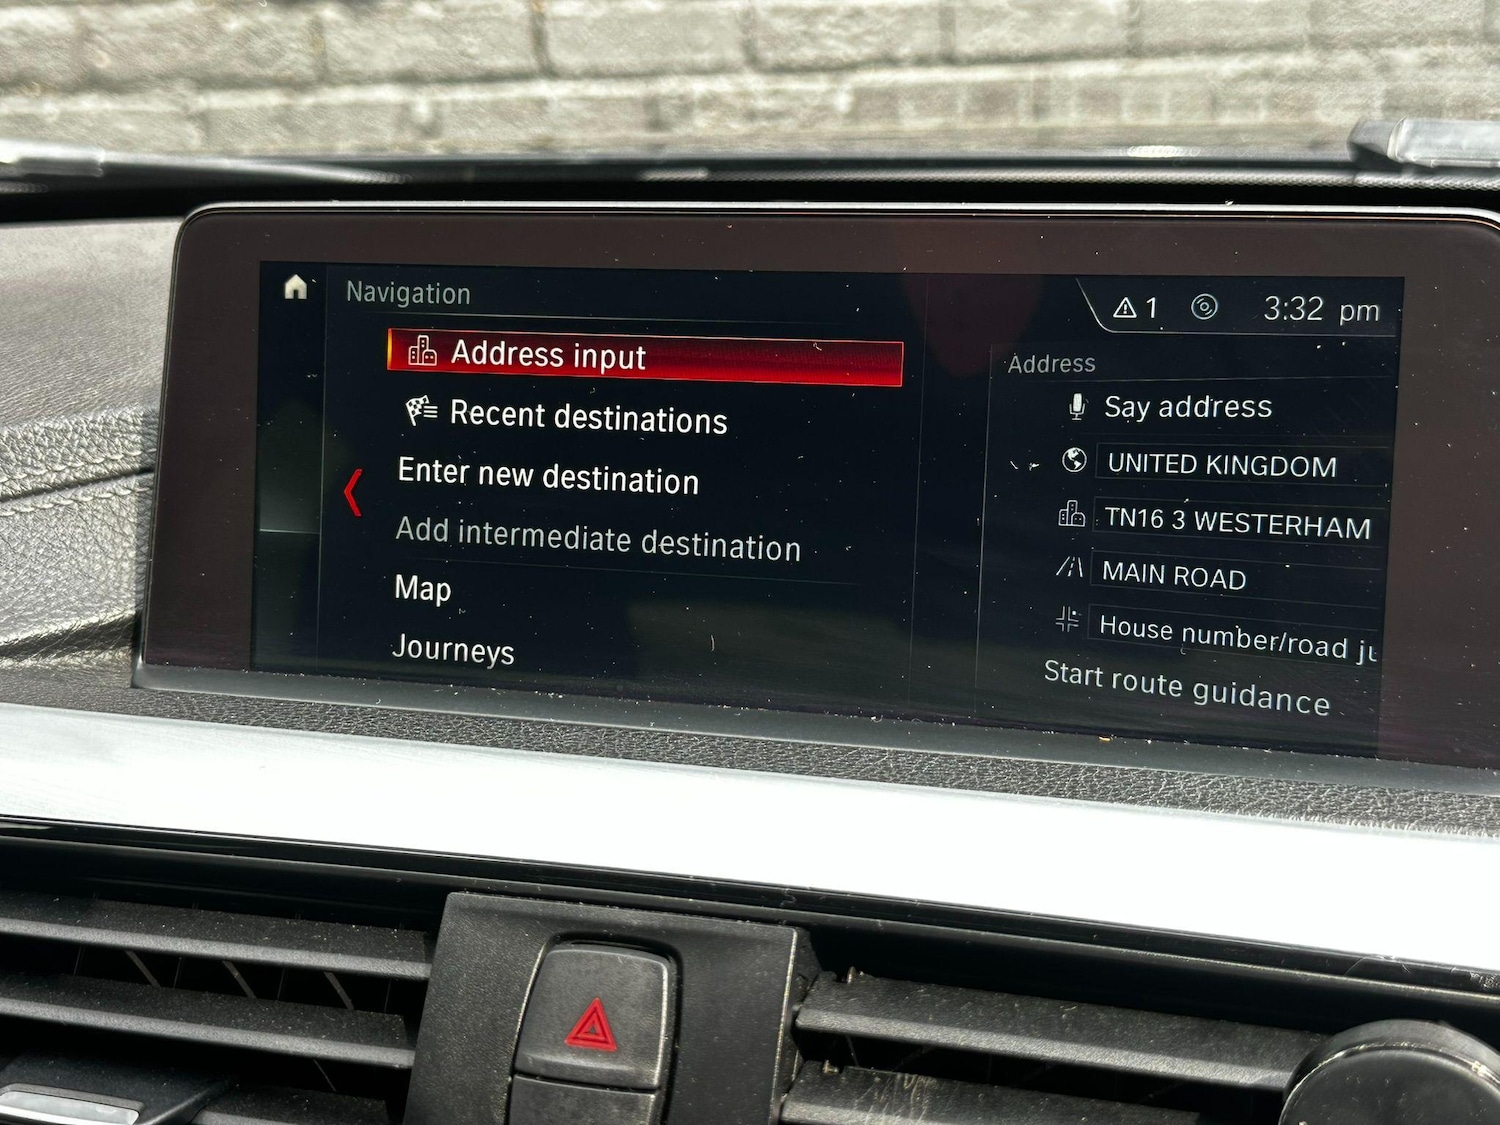 Navigation
1 3:32 pm
Address input
Recent destinations
Enter new destination
Add intermediate destination
Map
Journeys
Address
Say address
UNITED KINGDOM
TN16 3 WESTERHAM
MAIN ROAD
House number/road ju
Start route guidance